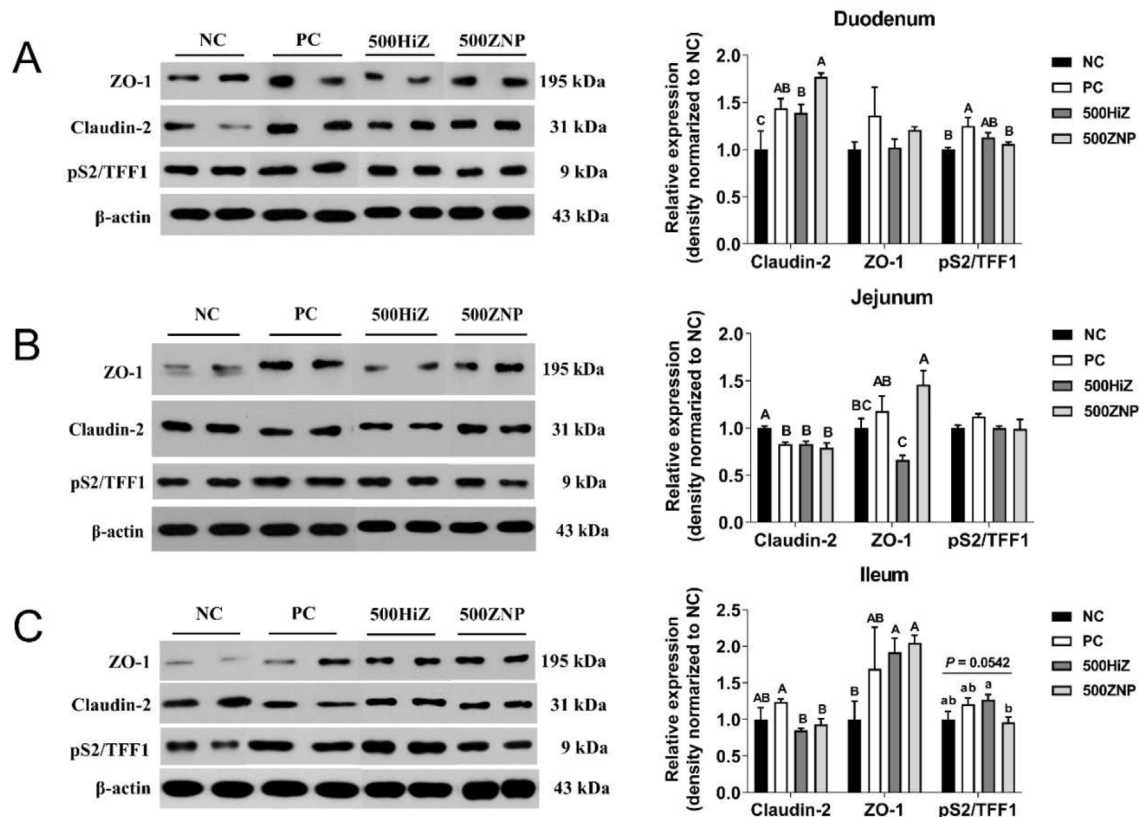 A
NC PC 500HiZ 500ZNP
ZO-1 195 kDa
Claudin-2 31 kDa
pS2/TFF1 9 kDa
β-actin 43 kDa
Duodenum
Relative expression
(density normarized to NC)
2.0
1.5
1.0
0.5
0.0
C AB B A
B A AB B
Claudin-2 ZO-1 pS2/TFF1
NC
PC
500HiZ
500ZNP
B
NC PC 500HiZ 500ZNP
ZO-1 195 kDa
Claudin-2 31 kDa
pS2/TFF1 9 kDa
β-actin 43 kDa
Jejunum
Relative expression
(density normarized to NC)
2.0
1.5
1.0
0.5
0.0
A B B B
BC AB C A
Claudin-2 ZO-1 pS2/TFF1
NC
PC
500HiZ
500ZNP
C
NC PC 500HiZ 500ZNP
ZO-1 195 kDa
Claudin-2 31 kDa
pS2/TFF1 9 kDa
β-actin 43 kDa
Ileum
Relative expression
(density normarized to NC)
2.5
2.0
1.5
1.0
0.5
0.0
AB A B B
B AB A A
P = 0.0542
ab ab a b
Claudin-2 ZO-1 pS2/TFF1
NC
PC
500HiZ
500ZNP